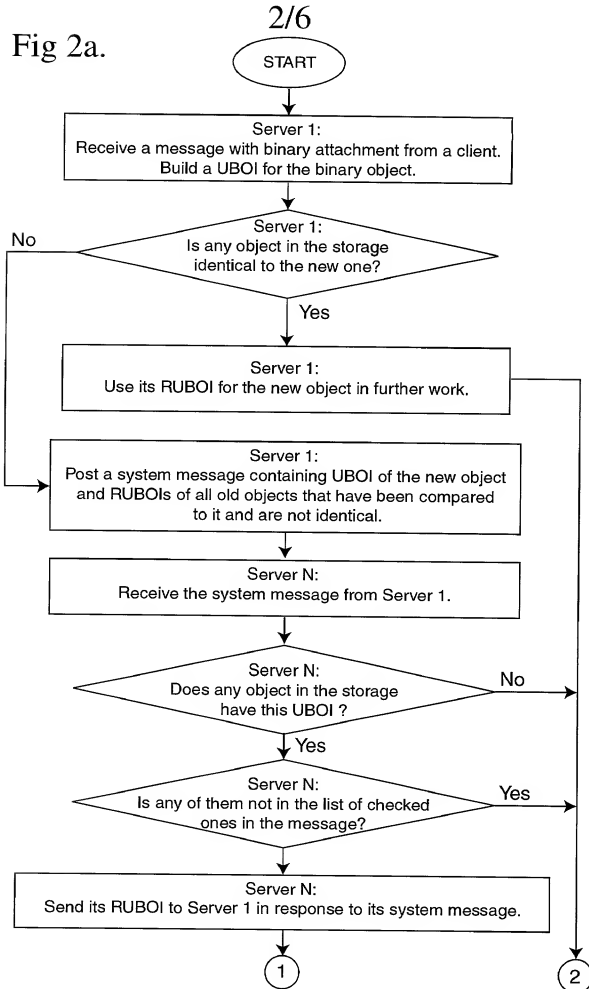 2/6
Fig 2a.
START
Server 1:
Receive a message with binary attachment from a client.
Build a UBOI for the binary object.
Server 1:
Is any object in the storage
identical to the new one?
No
Yes
Server 1:
Use its RUBOI for the new object in further work.
Server 1:
Post a system message containing UBOI of the new object
and RUBOIs of all old objects that have been compared
to it and are not identical.
Server N:
Receive the system message from Server 1.
Server N:
Does any object in the storage
have this UBOI ?
No
Yes
Server N:
Is any of them not in the list of checked
ones in the message?
Yes
Server N:
Send its RUBOI to Server 1 in response to its system message.
1
2